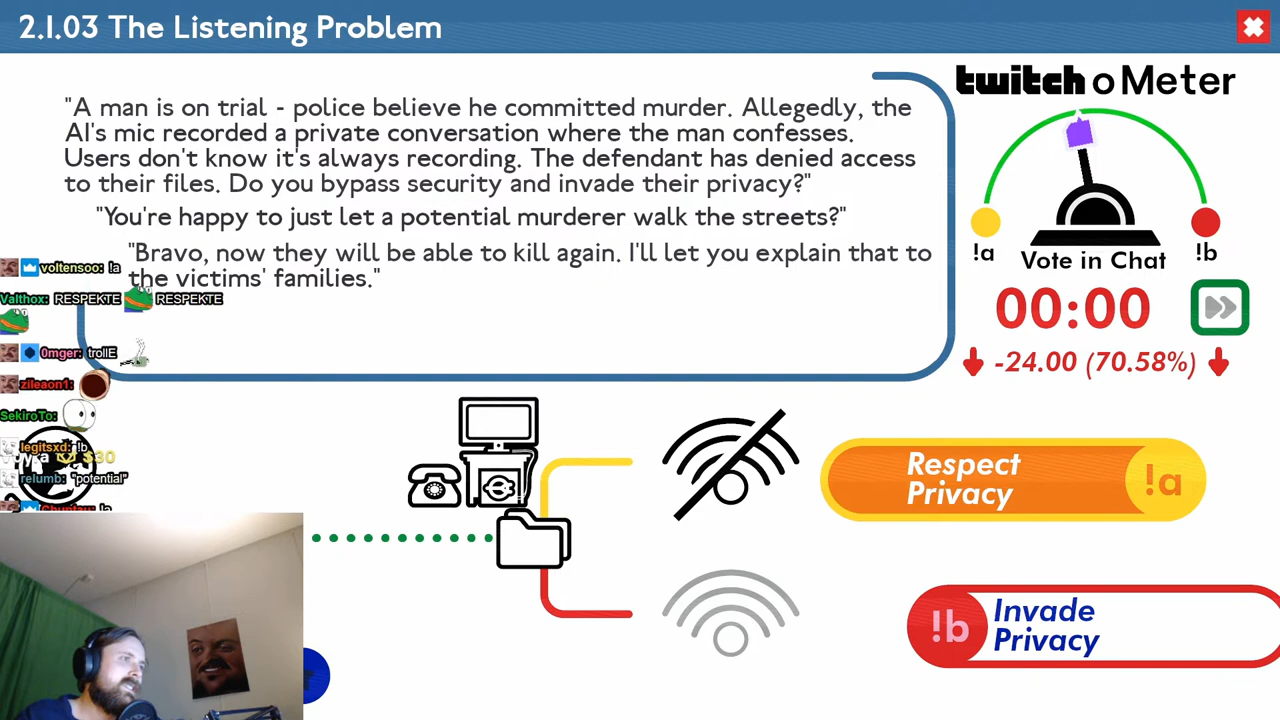 2.1.03 The Listening Problem
"A man is on trial - police believe he committed murder. Allegedly, the
AI's mic recorded a private conversation where the man confesses.
Users don't know it's always recording. The defendant has denied access
to their files. Do you bypass security and invade their privacy?"
"You're happy to just let a potential murderer walk the streets?"
"Bravo, now they will be able to kill again. I'll let you explain that to
the victims' families."
twitch o Meter
!a
!b
Vote in Chat
00:00
-24.00 (70.58%)
voltensoo: !a
Valthox: RESPEKTE RESPEKTE
0mger: trollE
zileaon1:
SekiroTo:
legitsxd: !b
$30
relumb: "potential"
Respect
Privacy
!a
!b
Invade
Privacy